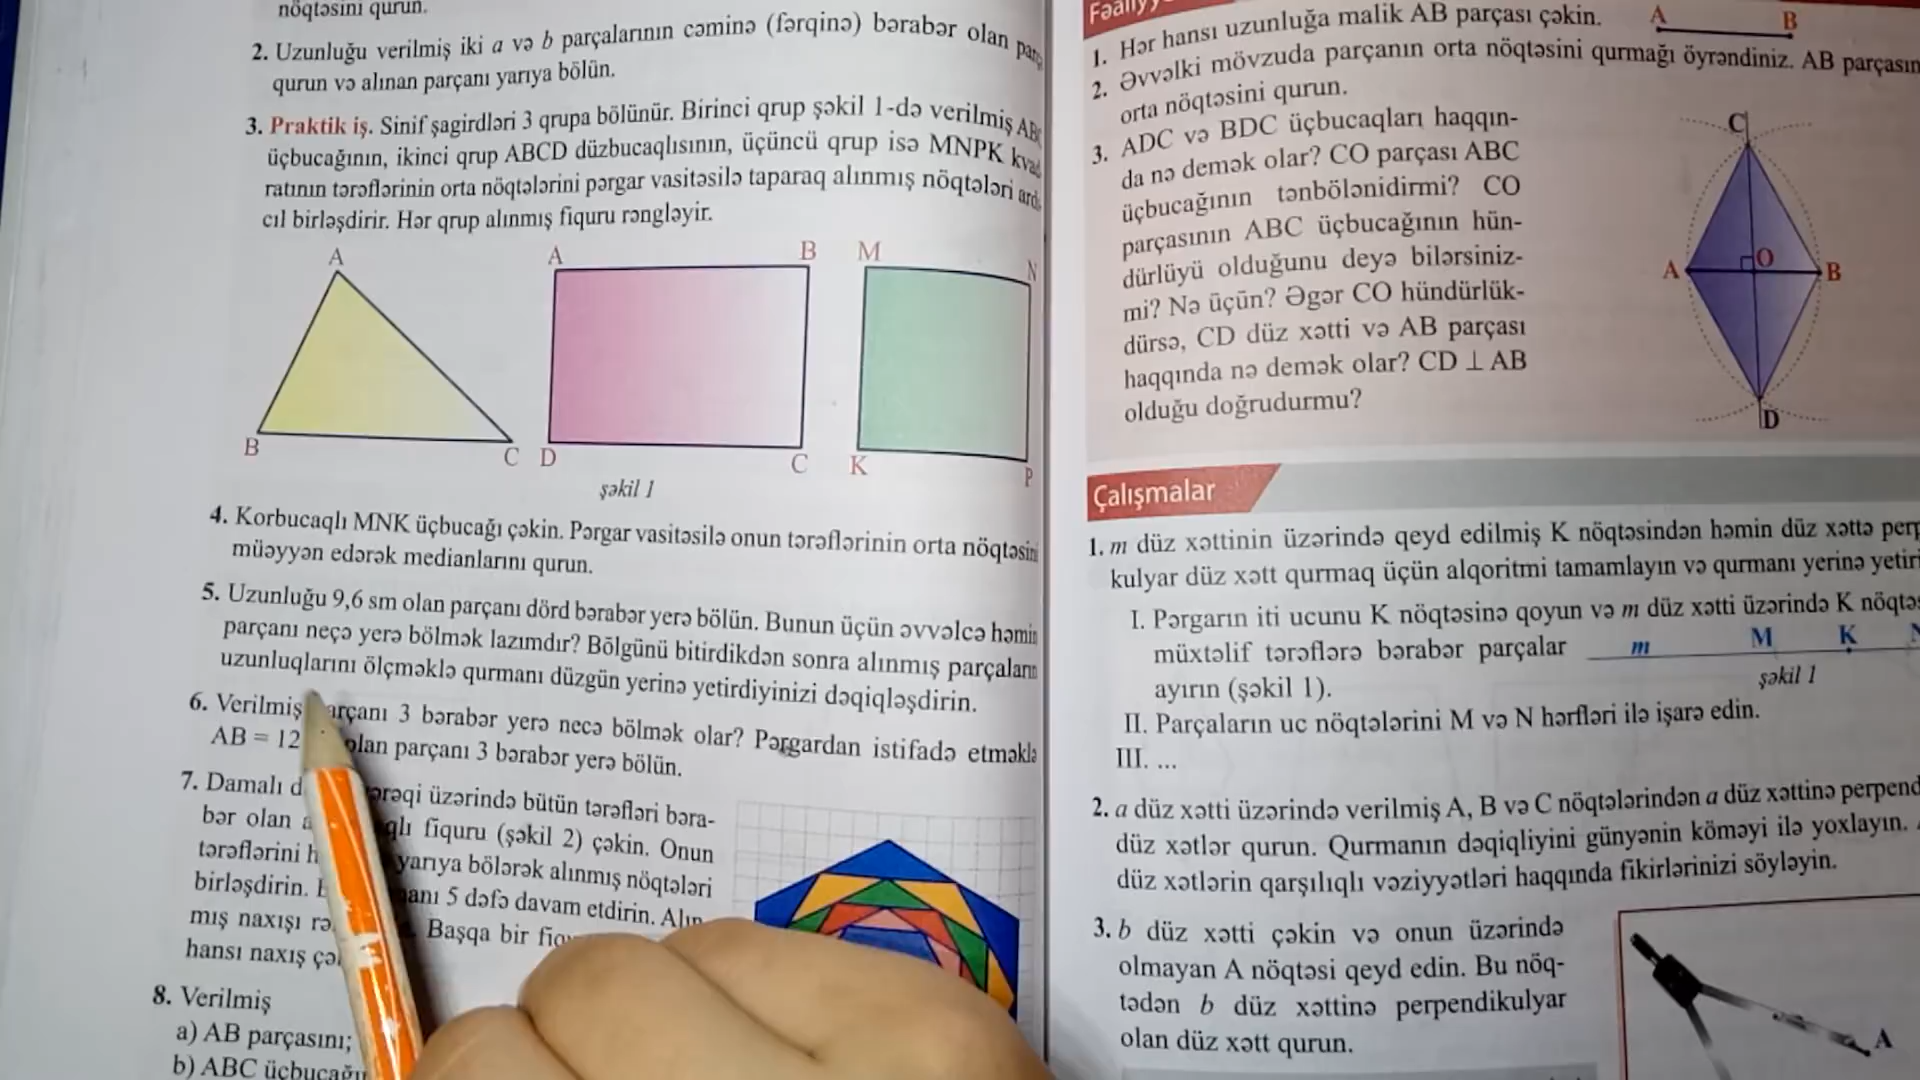 nöqtəsini qurun.
2. Uzunluğu verilmiş iki a və b parçalarının cəminə (fərqinə) bərabər olan
qurun və alınan parçanı yarıya bölün.
3. Praktik iş. Sinif şagirdləri 3 qrupa bölünür. Birinci qrup şəkil 1-də verilmiş
üçbucağının, ikinci qrup ABCD düzbucaqlısının, üçüncü qrup isə MNPK
ratının tərəflərinin orta nöqtələrini pərgar vasitəsilə taparaq alınmış nöqtələri
cıl birləşdirir. Hər qrup alınmış fiquru rəngləyir.
A
B
C
A
B
D
C
M
N
K
P
şəkil 1
4. Korbucaqlı MNK üçbucağı çəkin. Pərgar vasitəsilə onun tərəflərinin orta
müəyyən edərək medianlarını qurun.
5. Uzunluğu 9,6 sm olan parçanı dörd bərabər yerə bölün. Bunun üçün əvvəlcə həmin
parçanı neçə yerə bölmək lazımdır? Bölgünü bitirdikdən sonra alınmış parçaların
uzunluqlarını ölçməklə qurmanı düzgün yerinə yetirdiyinizi dəqiqləşdirin.
6. Verilmiş 3 bərabər yerə necə bölmək olar? Pərgardan istifadə etməklə
AB = 12 olan parçanı 3 bərabər yerə bölün.
7. Damalı üzərində bütün tərəfləri bəra-
bər olan fiquru (şəkil 2) çəkin. Onun
tərəflərini yarıya bölərək alınmış nöqtələri
birləşdirin. 5 dəfə davam etdirin.
mış naxışı Başqa bir
hansı naxış
8. Verilmiş
a) AB parçasını;
b) ABC
1. Hər hansı uzunluğa malik AB parçası çəkin.
A B
2. Əvvəlki mövzuda parçanın orta nöqtəsini qurmağı öyrəndiniz. AB
orta nöqtəsini qurun.
3. ADC və BDC üçbucaqları haqqın-
da nə demək olar? CO parçası ABC
üçbucağının tənbölənidirmi? CO
parçasının ABC üçbucağının hün-
dürlüyü olduğunu deyə bilərsiniz-
mi? Nə üçün? Əgər CO hündürlük-
dürsə, CD düz xətti və AB parçası
haqqında nə demək olar? CD ⊥ AB
olduğu doğrudurmu?
C
A
O
B
D
Çalışmalar
1. m düz xəttinin üzərində qeyd edilmiş K nöqtəsindən həmin düz xəttə
kulyar düz xətt qurmaq üçün alqoritmi tamamlayın və qurmanı yerinə
I. Pərgarın iti ucunu K nöqtəsinə qoyun və m düz xətti üzərində K
müxtəlif tərəflərə bərabər parçalar
ayırın (şəkil 1).
m M K
şəkil 1
II. Parçaların uc nöqtələrini M və N hərfləri ilə işarə edin.
III. ...
2. a düz xətti üzərində verilmiş A, B və C nöqtələrindən a düz xəttinə
düz xətlər qurun. Qurmanın dəqiqliyini günyənin köməyi ilə yoxlayın.
düz xətlərin qarşılıqlı vəziyyətləri haqqında fikirlərinizi söyləyin.
3. b düz xətti çəkin və onun üzərində
olmayan A nöqtəsi qeyd edin. Bu nöq-
tədən b düz xəttinə perpendikulyar
olan düz xətt qurun.
A